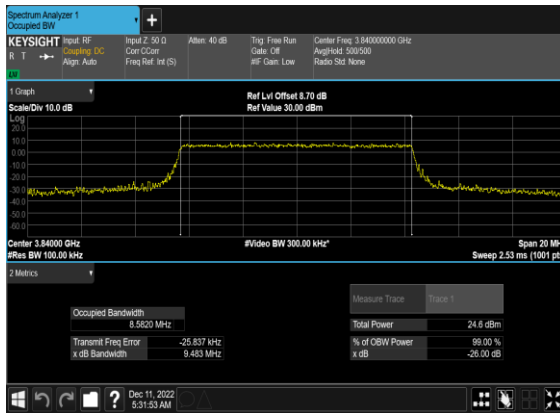 Spectrum Analyzer 1
Occupied BW
+
KEYSIGHT Input: RF Input Z: 50 Ω Atten: 40 dB Trig: Free Run Center Freq: 3.840000000 GHz
R T Coupling: DC Corr CCorr Gate: Off Avg|Hold: 500/500
Align: Auto Freq Ref: Int (S) #IF Gain: Low Radio Std: None
1 Graph
Ref Lvl Offset 8.70 dB
Scale/Div 10.0 dB Ref Value 30.00 dBm
Log
20.0
10.0
0.00
-10.0
-20.0
-30.0
-40.0
-50.0
-60.0
Center 3.84000 GHz #Video BW 300.00 kHz* Span 20 MH
#Res BW 100.00 kHz Sweep 2.53 ms (1001 pt
2 Metrics
Measure Trace Trace 1
Occupied Bandwidth
8.5820 MHz Total Power 24.6 dBm
Transmit Freq Error -25.837 kHz % of OBW Power 99.00 %
x dB Bandwidth 9.483 MHz x dB -26.00 dB
? Dec 11, 2022
5:31:53 AM